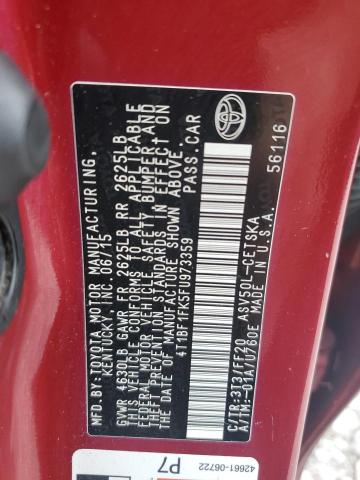 MFD.BY:TOYOTA MOTOR MANUFACTURING,
KENTUCKY, INC. 06/15
GVWR 4630LB GAWR FR 2625LB RR 2625LB
THIS VEHICLE CONFORMS TO ALL APPLICABLE
FEDERAL MOTOR VEHICLE SAFETY, BUMPER, AND
THEFT PREVENTION STANDARDS IN EFFECT ON
THE DATE OF MANUFACTURE SHOWN ABOVE.
4T1BF1FK5FU973359 PASS.CAR
C/TR:3T3/FF20 ASV50L-CETSKA
A/TM:-01A/U760E MADE IN U.S.A.
56116
42661-06722
P7